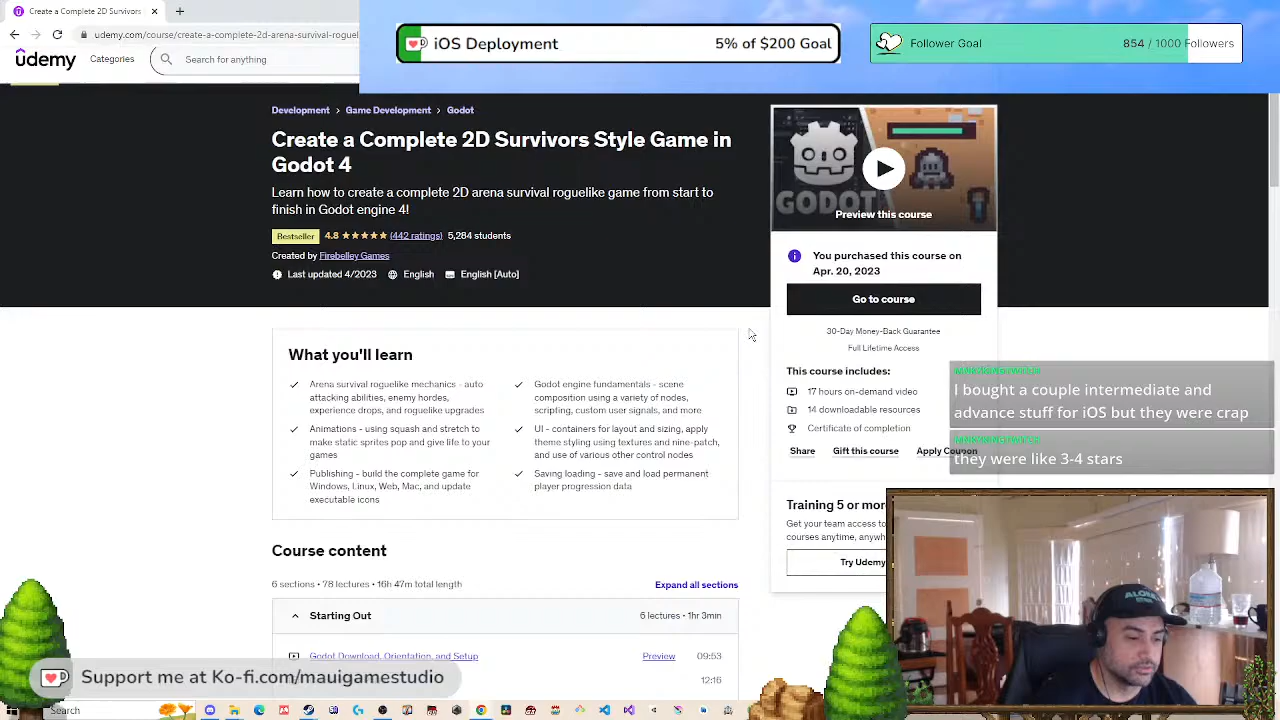 Create a Complete 2D Survivors
iOS Deployment
5% of $200 Goal
Follower Goal
854 / 1000 Followers
udemy.com/course/create-a-complete-2d-arena-survival-roguel
ûdemy
Categories
Search for anything
Development > Game Development > Godot
Create a Complete 2D Survivors Style Game in
Godot 4
Learn how to create a complete 2D arena survival roguelike game from start to
finish in Godot engine 4!
Bestseller 4.8 (442 ratings) 5,284 students
Created by Firebelley Games
Last updated 4/2023 English English [Auto]
GODOT
Preview this course
You purchased this course on
Apr. 20, 2023
Go to course
30-Day Money-Back Guarantee
Full Lifetime Access
This course includes:
17 hours on-demand video
14 downloadable resources
Certificate of completion
Share Gift this course Apply Coupon
Training 5 or more
Get your team access to
courses anytime, anywh
Try Udemy
What you'll learn
Arena survival roguelike mechanics - auto
attacking abilities, enemy hordes,
experience drops, and roguelike upgrades
Animations - using squash and stretch to
make static sprites pop and give life to your
games
Publishing - build the complete game for
Windows, Linux, Web, Mac, and update
executable icons
Godot engine fundamentals - scene
composition using a variety of nodes,
scripting, custom user signals, and more
UI - containers for layout and sizing, apply
theme styling using textures and nine-patch,
and use of various other control nodes
Saving loading - save and load permanent
player progression data
Course content
6 sections • 78 lectures • 16h 47m total length
Expand all sections
Starting Out
6 lectures • 1hr 3min
Godot Download, Orientation, and Setup
Preview
09:53
12:16
I bought a couple intermediate and
advance stuff for iOS but they were crap
they were like 3-4 stars
ALOHA
Support me at Ko-fi.com/mauigamestudio
Search